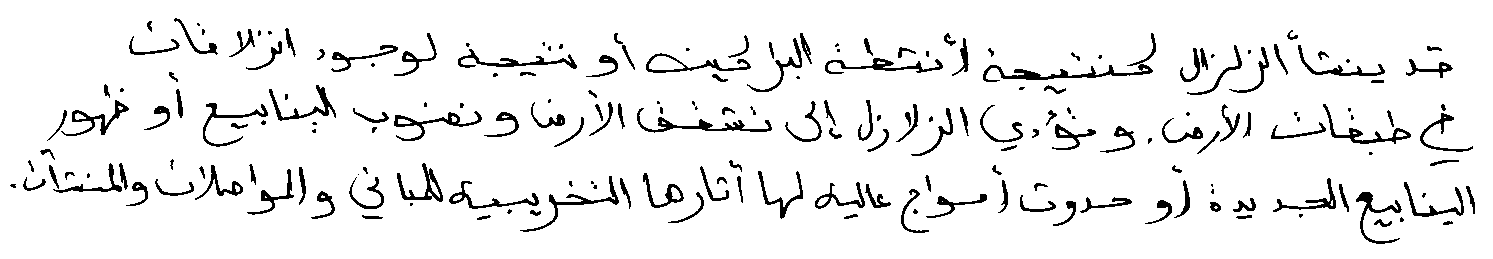 قد ينشأ الزلزال كنتيجة لأنشطة البراكين أو نتيجة لوجود انزلاقات
في طبقات الأرض. وتؤدي الزلازل إلى تشقق الأرض ونضوب الينابيع أو ظهور
الينابيع الجديدة أو حدوث أمواج عالية لها أثارها التخريبية للمباني والمواصلات والمنشآت.